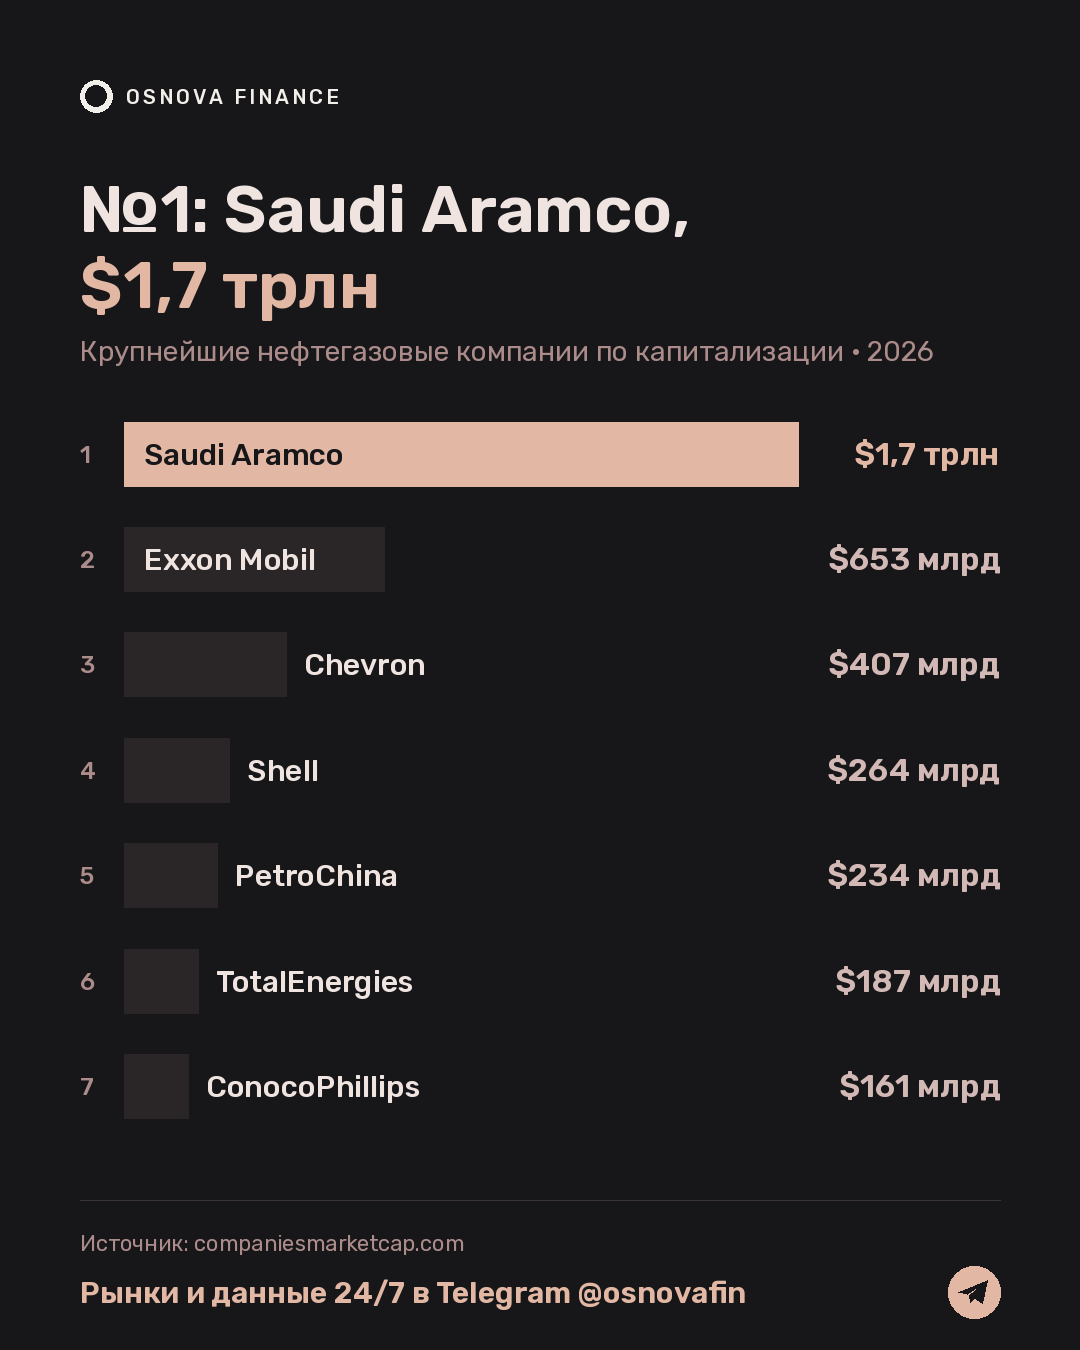 OSNOVA FINANCE
№1: Saudi Aramco,
$1,7 трлн
Крупнейшие нефтегазовые компании по капитализации • 2026
1 Saudi Aramco $1,7 трлн
2 Exxon Mobil $653 млрд
3 Chevron $407 млрд
4 Shell $264 млрд
5 PetroChina $234 млрд
6 TotalEnergies $187 млрд
7 ConocoPhillips $161 млрд
Источник: companiesmarketcap.com
Рынки и данные 24/7 в Telegram @osnovafin